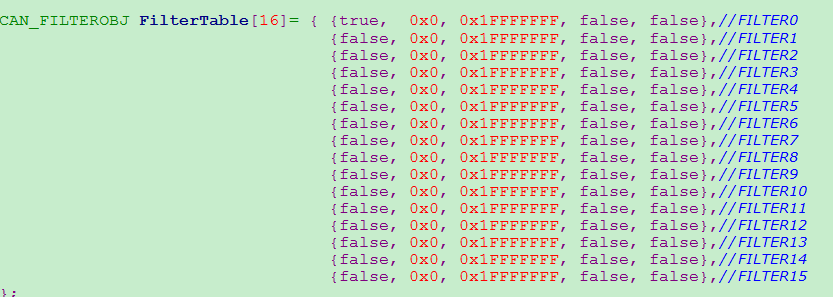 CAN_FILTEROBJ FilterTable[16]= { {true,  0x0, 0x1FFFFFFF, false, false},//FILTER0
{false, 0x0, 0x1FFFFFFF, false, false},//FILTER1
{false, 0x0, 0x1FFFFFFF, false, false},//FILTER2
{false, 0x0, 0x1FFFFFFF, false, false},//FILTER3
{false, 0x0, 0x1FFFFFFF, false, false},//FILTER4
{false, 0x0, 0x1FFFFFFF, false, false},//FILTER5
{false, 0x0, 0x1FFFFFFF, false, false},//FILTER6
{false, 0x0, 0x1FFFFFFF, false, false},//FILTER7
{false, 0x0, 0x1FFFFFFF, false, false},//FILTER8
{false, 0x0, 0x1FFFFFFF, false, false},//FILTER9
{false, 0x0, 0x1FFFFFFF, false, false},//FILTER10
{false, 0x0, 0x1FFFFFFF, false, false},//FILTER11
{false, 0x0, 0x1FFFFFFF, false, false},//FILTER12
{false, 0x0, 0x1FFFFFFF, false, false},//FILTER13
{false, 0x0, 0x1FFFFFFF, false, false},//FILTER14
{false, 0x0, 0x1FFFFFFF, false, false},//FILTER15
};